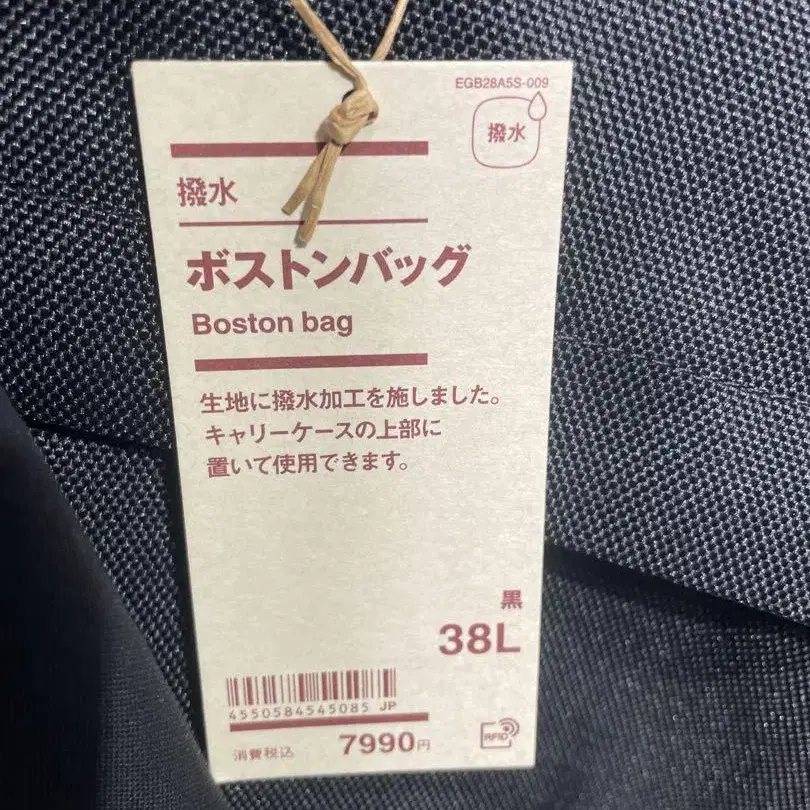 EGB28A5S-009
撥水
撥水
ボストンバッグ
Boston bag
生地に撥水加工を施しました。
キャリーケースの上部に
置いて使用できます。
黒
38L
4550584545085 JP
消費税込 7990円
RFID